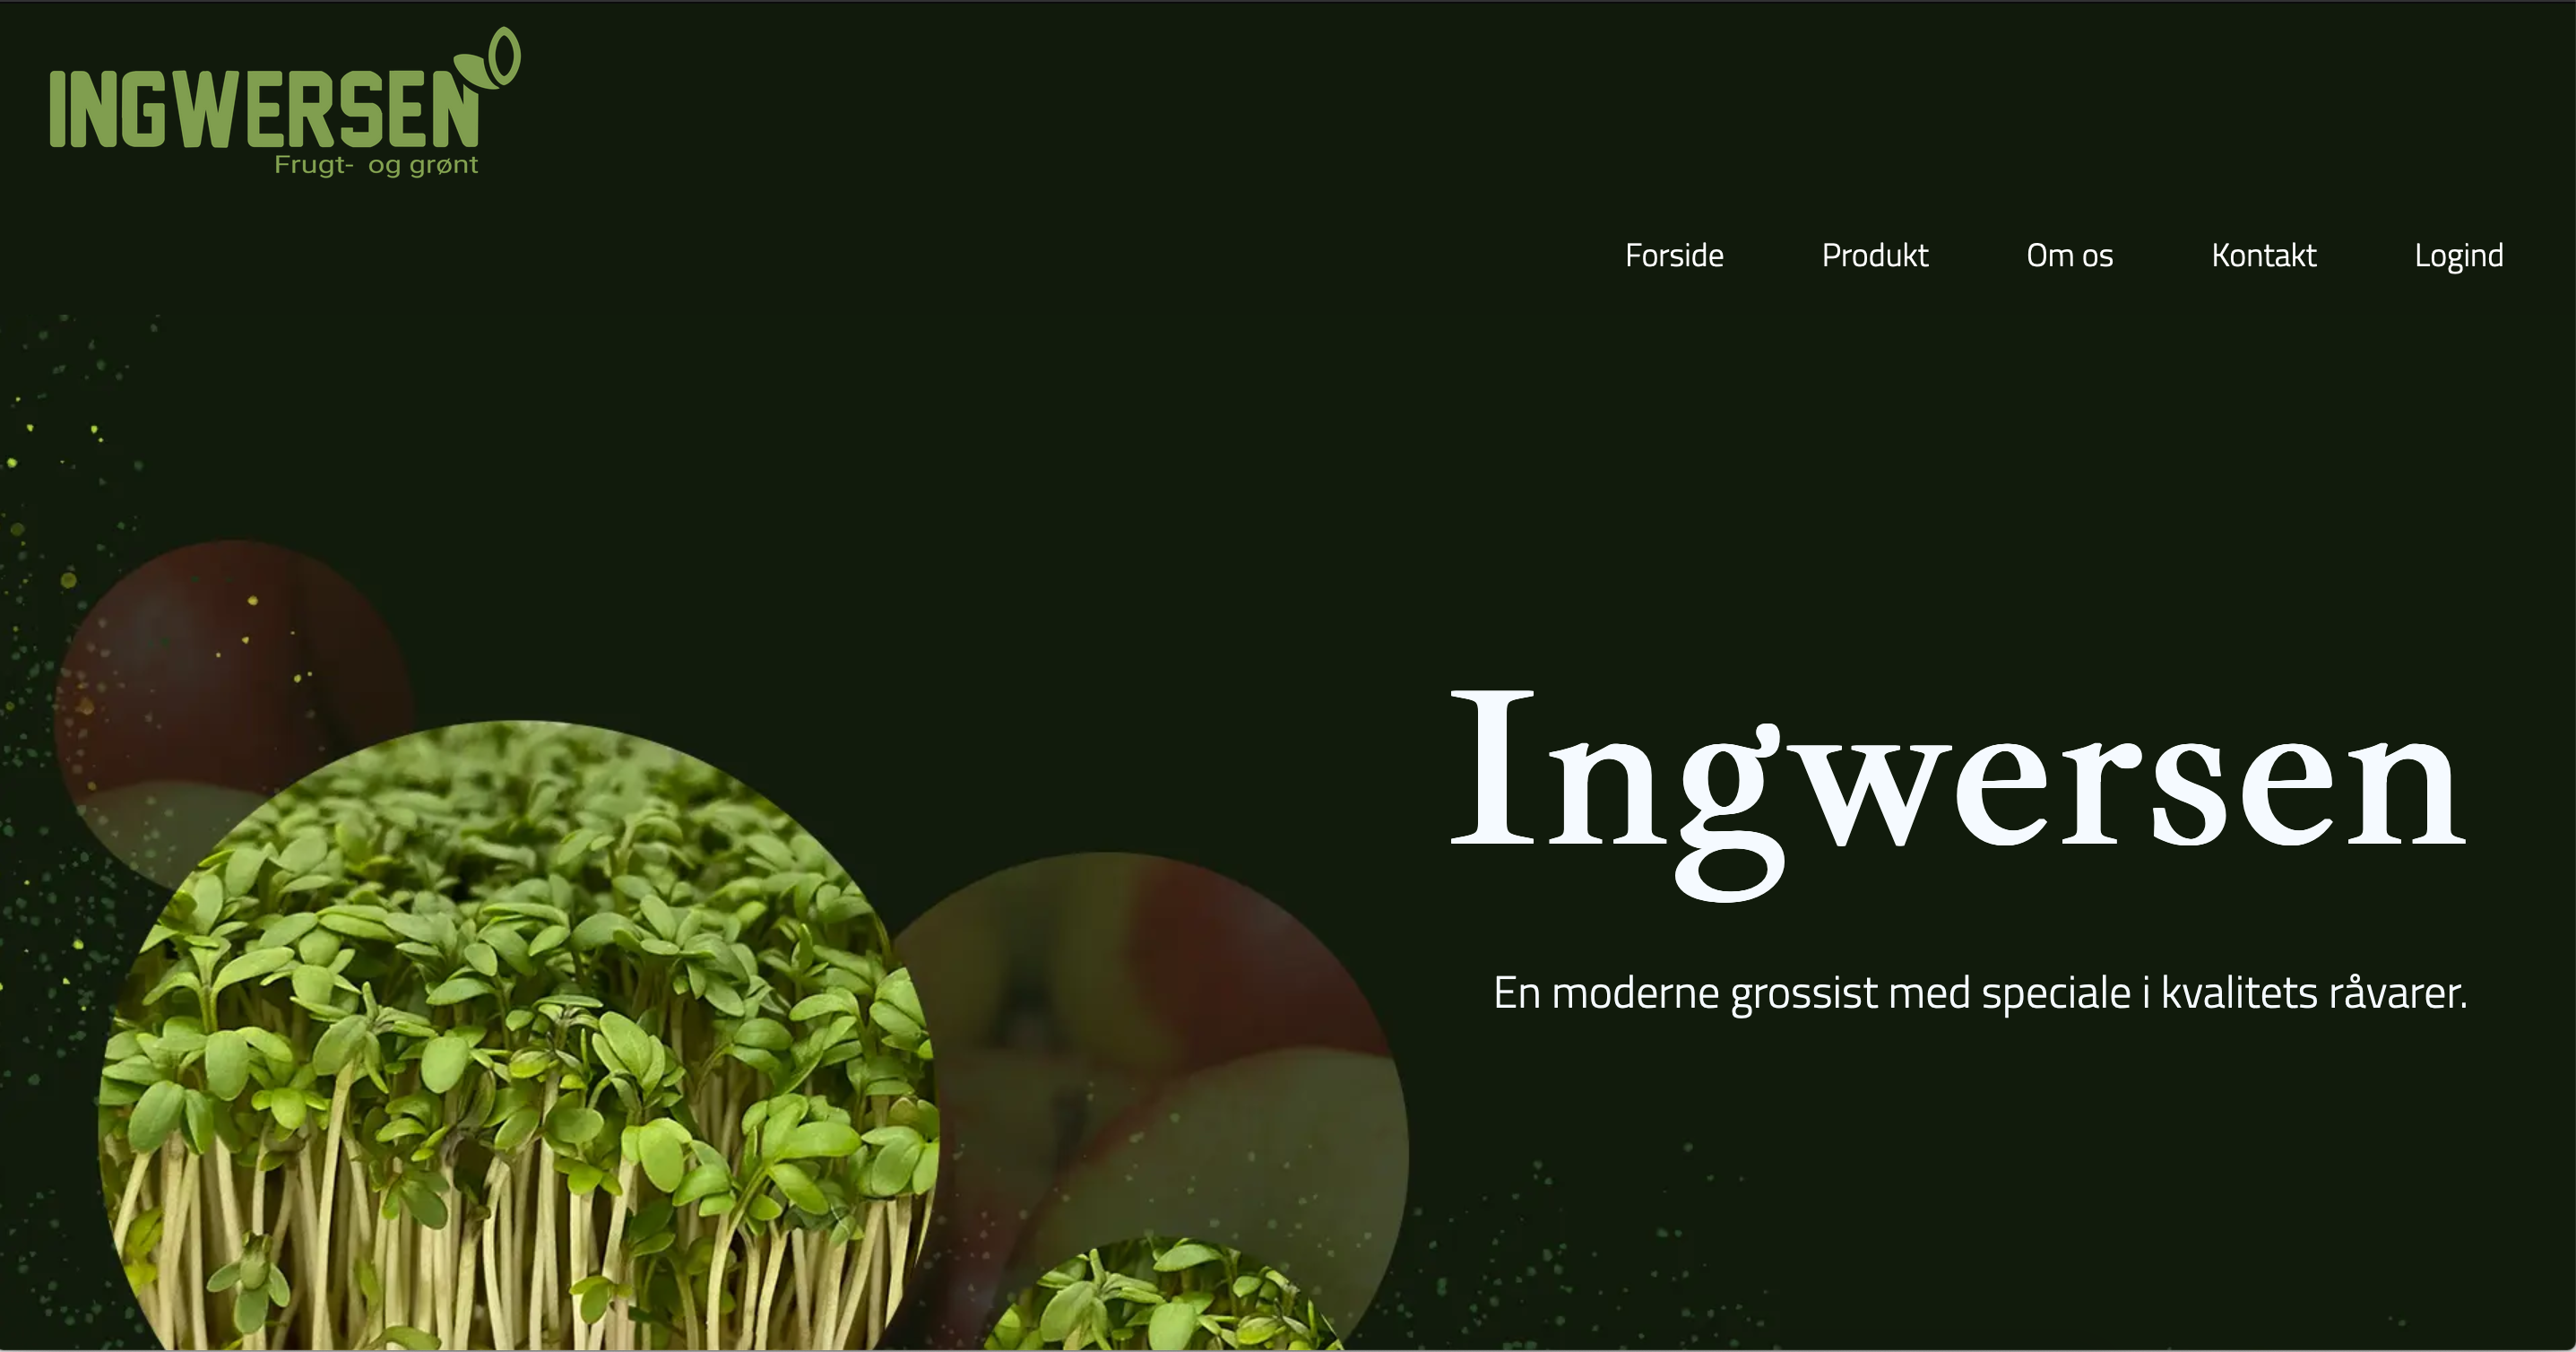 INGWERSEN
Frugt- og grønt
Forside Produkt Om os Kontakt Logind
Ingwersen
En moderne grossist med speciale i kvalitets råvarer.